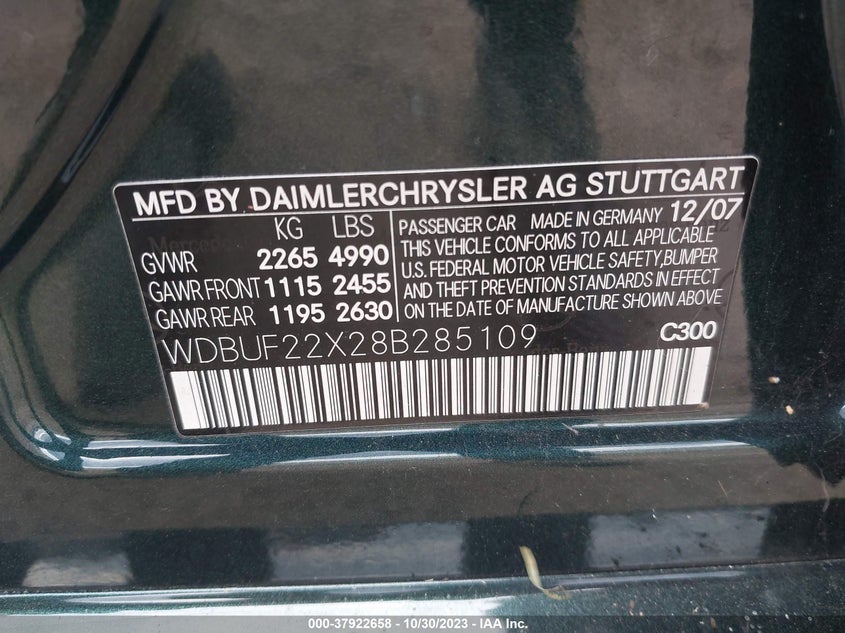 MFD BY DAIMLERCHRYSLER AG STUTTGART
KG LBS
GVWR 2265 4990
GAWR FRONT 1115 2455
GAWR REAR 1195 2630
PASSENGER CAR MADE IN GERMANY 12/07
THIS VEHICLE CONFORMS TO ALL APPLICABLE
U.S. FEDERAL MOTOR VEHICLE SAFETY,BUMPER
AND THEFT PREVENTION STANDARDS IN EFFECT
ON THE DATE OF MANUFACTURE SHOWN ABOVE
WDBUF22X28B285109 C300
000-37922658 - 10/30/2023 - IAAI.com